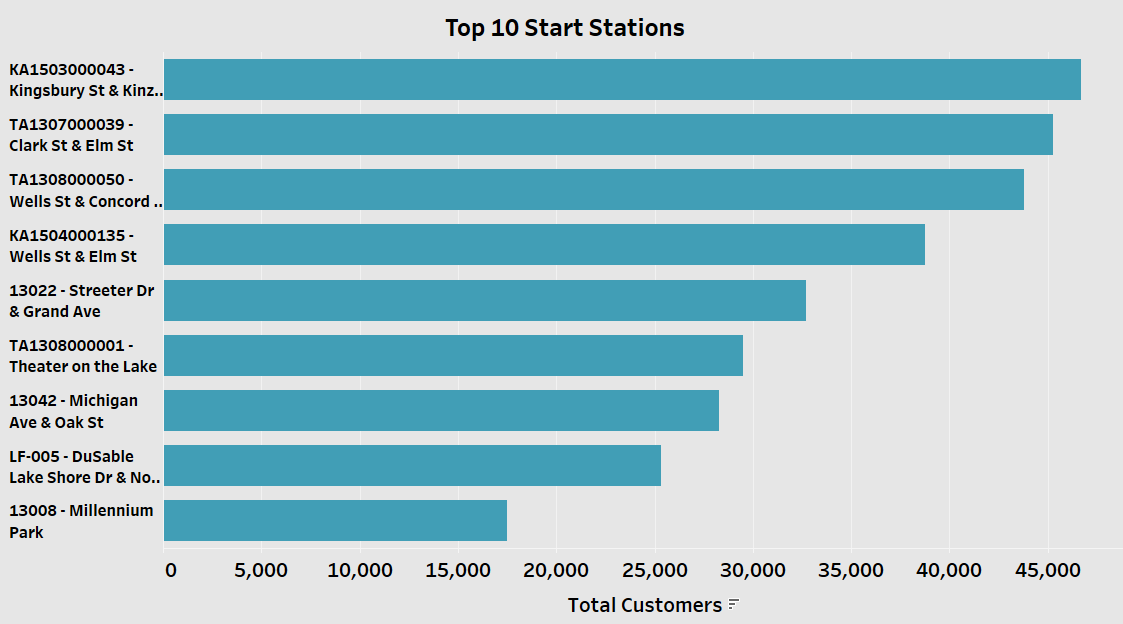 Top 10 Start Stations
KA1503000043 -
Kingsbury St & Kinz..
TA1307000039 -
Clark St & Elm St
TA1308000050 -
Wells St & Concord ..
KA1504000135 -
Wells St & Elm St
13022 - Streeter Dr
& Grand Ave
TA1308000001 -
Theater on the Lake
13042 - Michigan
Ave & Oak St
LF-005 - DuSable
Lake Shore Dr & No..
13008 - Millennium
Park
0 5,000 10,000 15,000 20,000 25,000 30,000 35,000 40,000 45,000
Total Customers